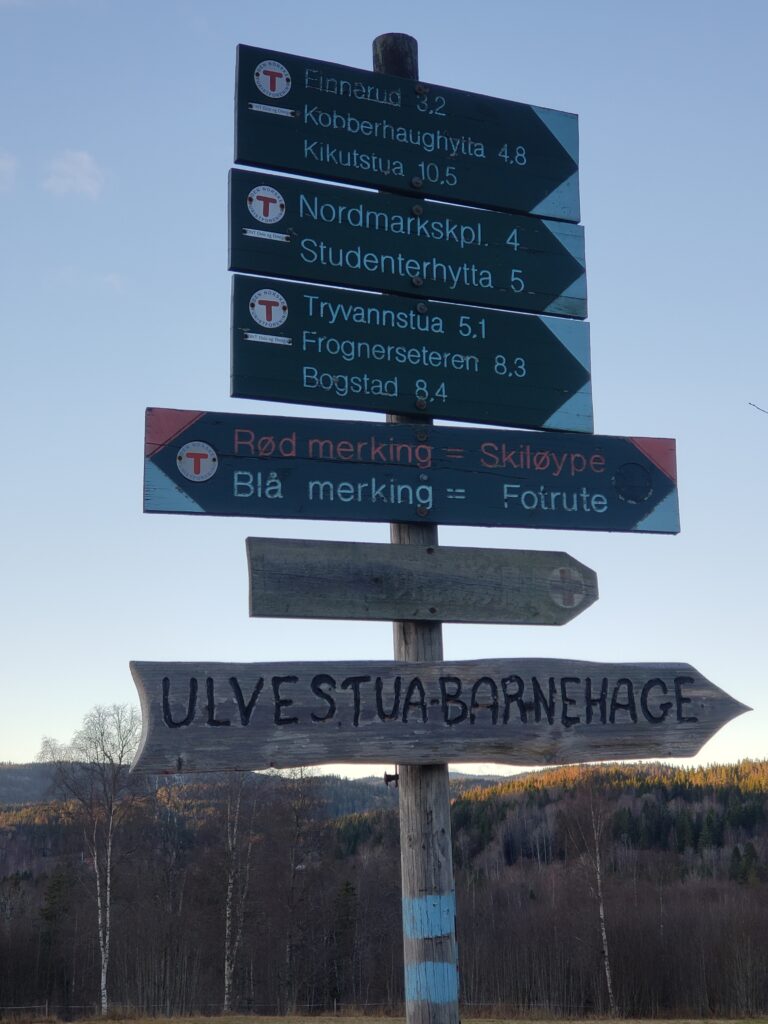 Finnerud 3,2
Kobberhaughytta 4,8
Kikutstua 10,5
Nordmarkskpl. 4
Studenterhytta 5
Tryvannstua 5,1
Frognerseteren 8,3
Bogstad 8,4
Rød merking = Skiløype
Blå merking = Fotrute
ULVESTUA-BARNEHAGE